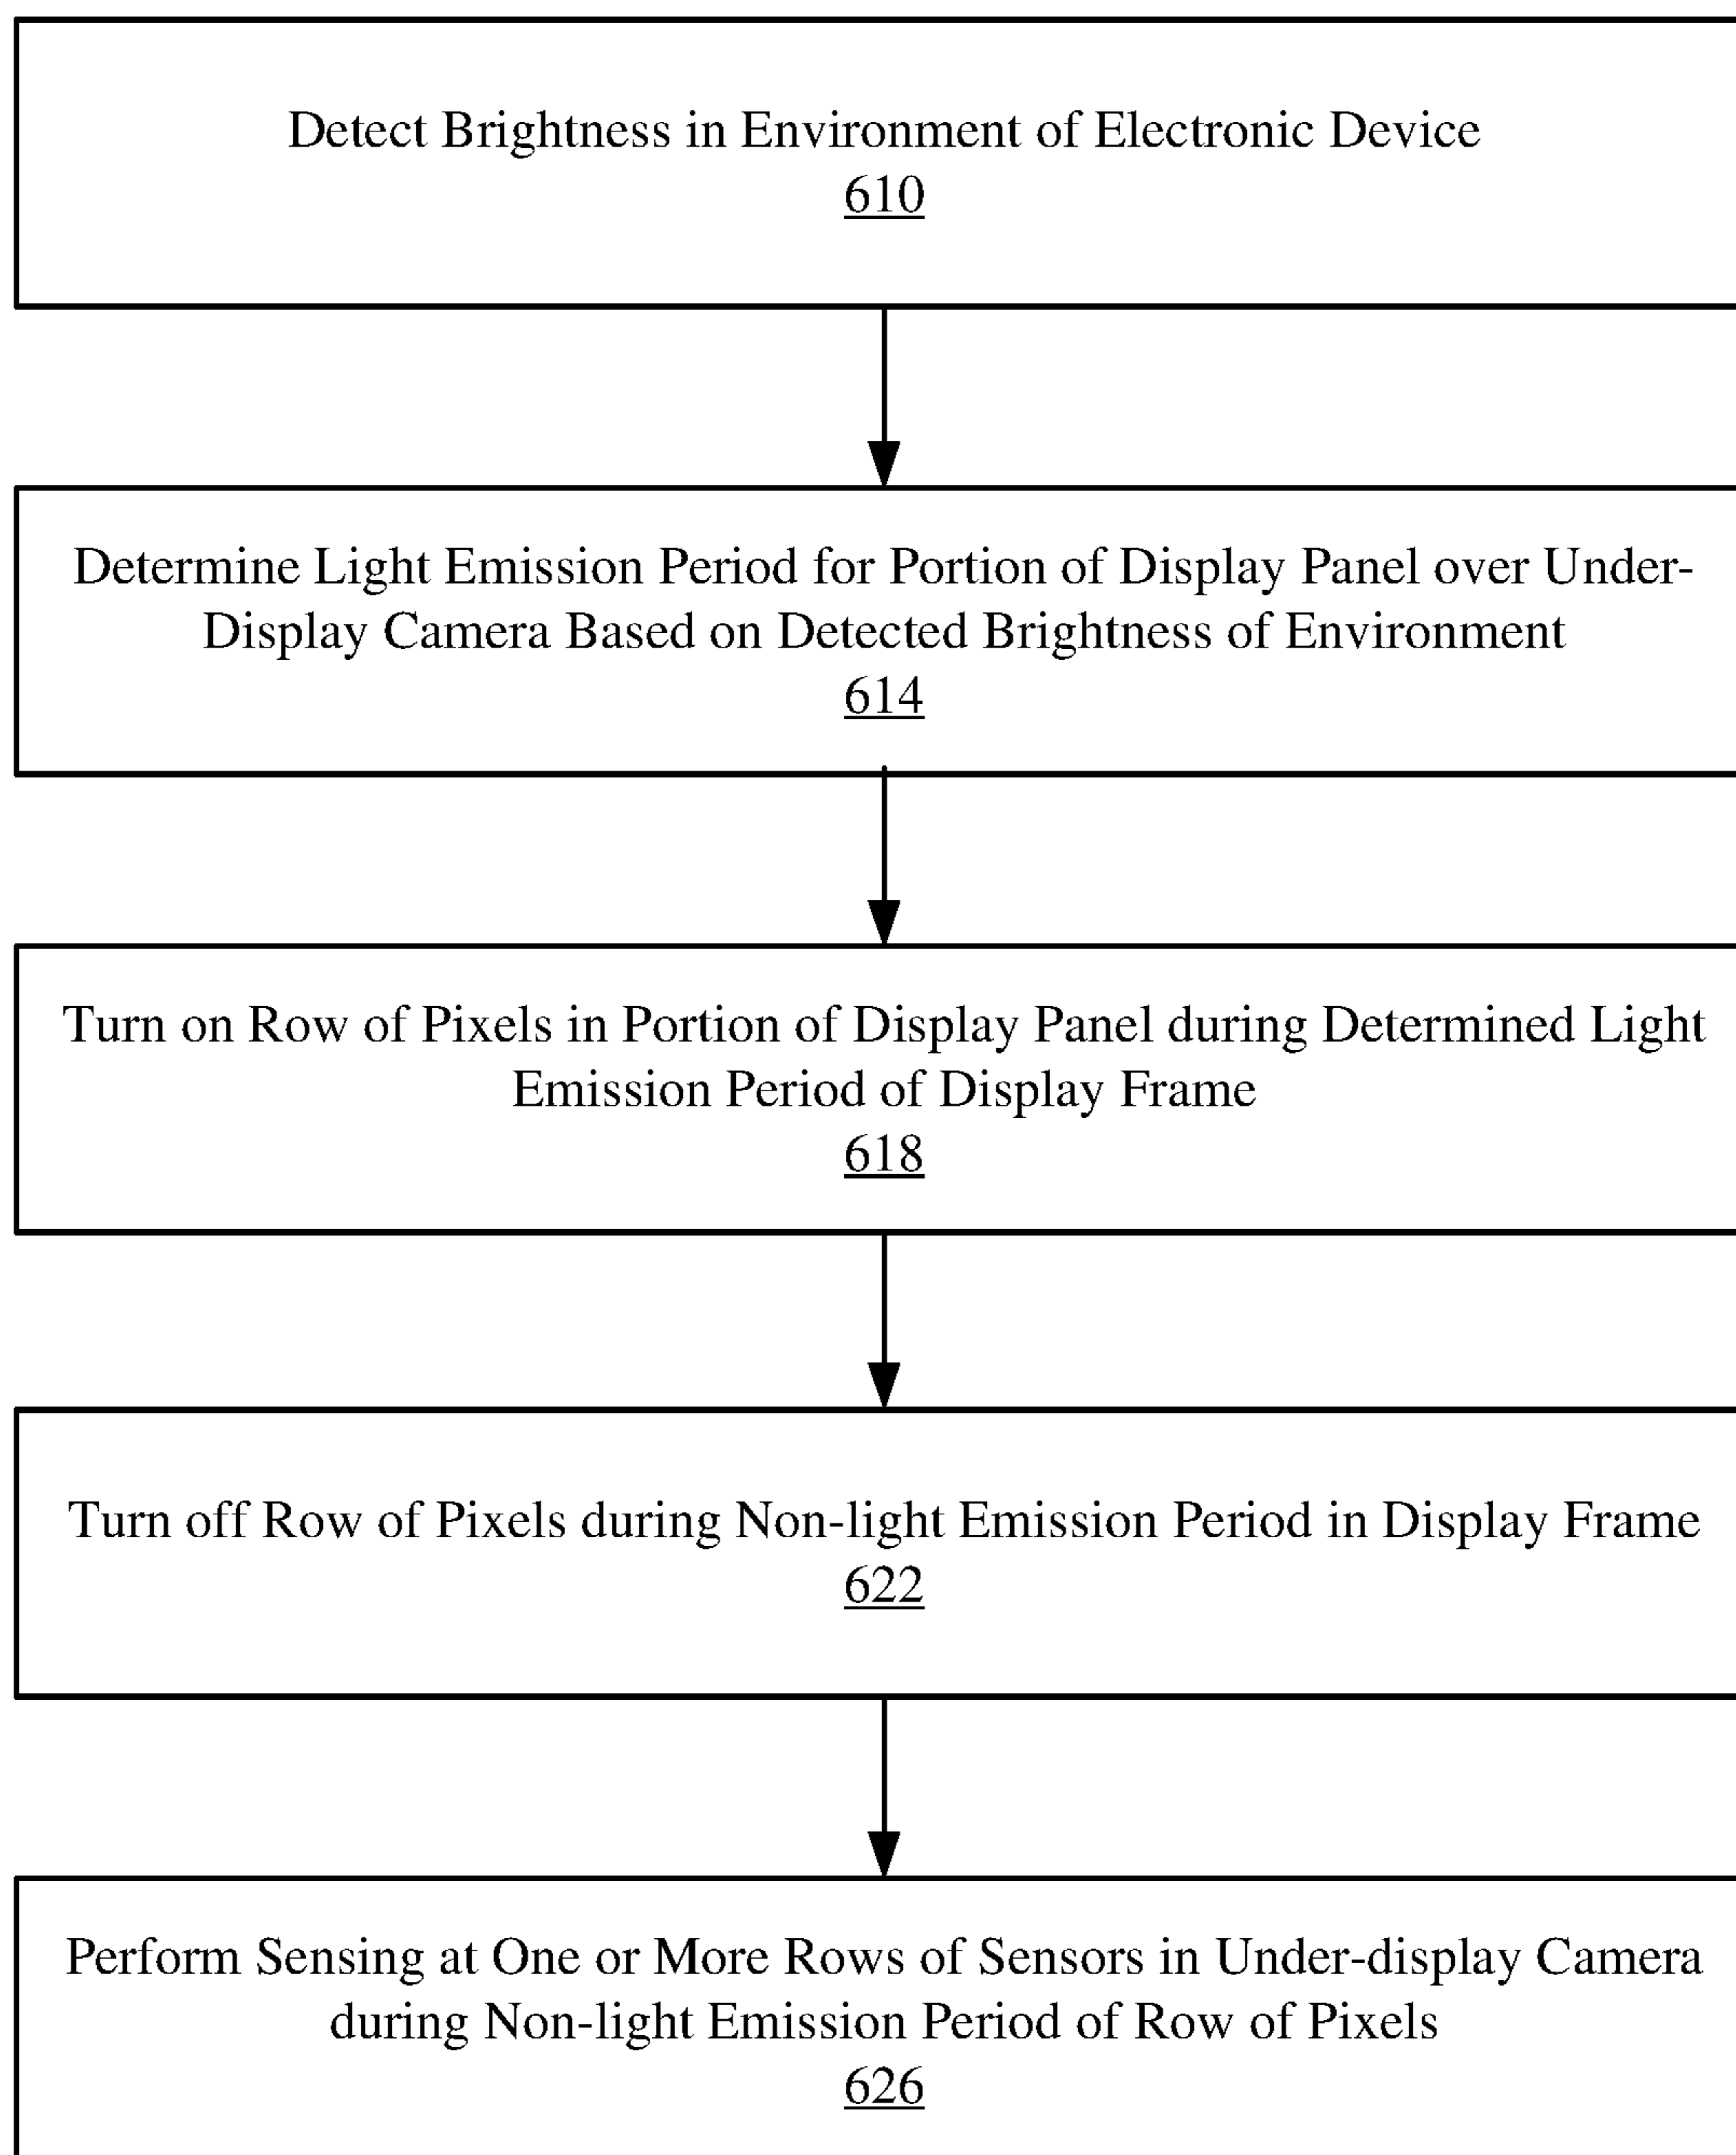 Detect Brightness in Environment of Electronic Device
610
Determine Light Emission Period for Portion of Display Panel over Under-
Display Camera Based on Detected Brightness of Environment
614
Turn on Row of Pixels in Portion of Display Panel during Determined Light
Emission Period of Display Frame
618
Turn off Row of Pixels during Non-light Emission Period in Display Frame
622
Perform Sensing at One or More Rows of Sensors in Under-display Camera
during Non-light Emission Period of Row of Pixels
626